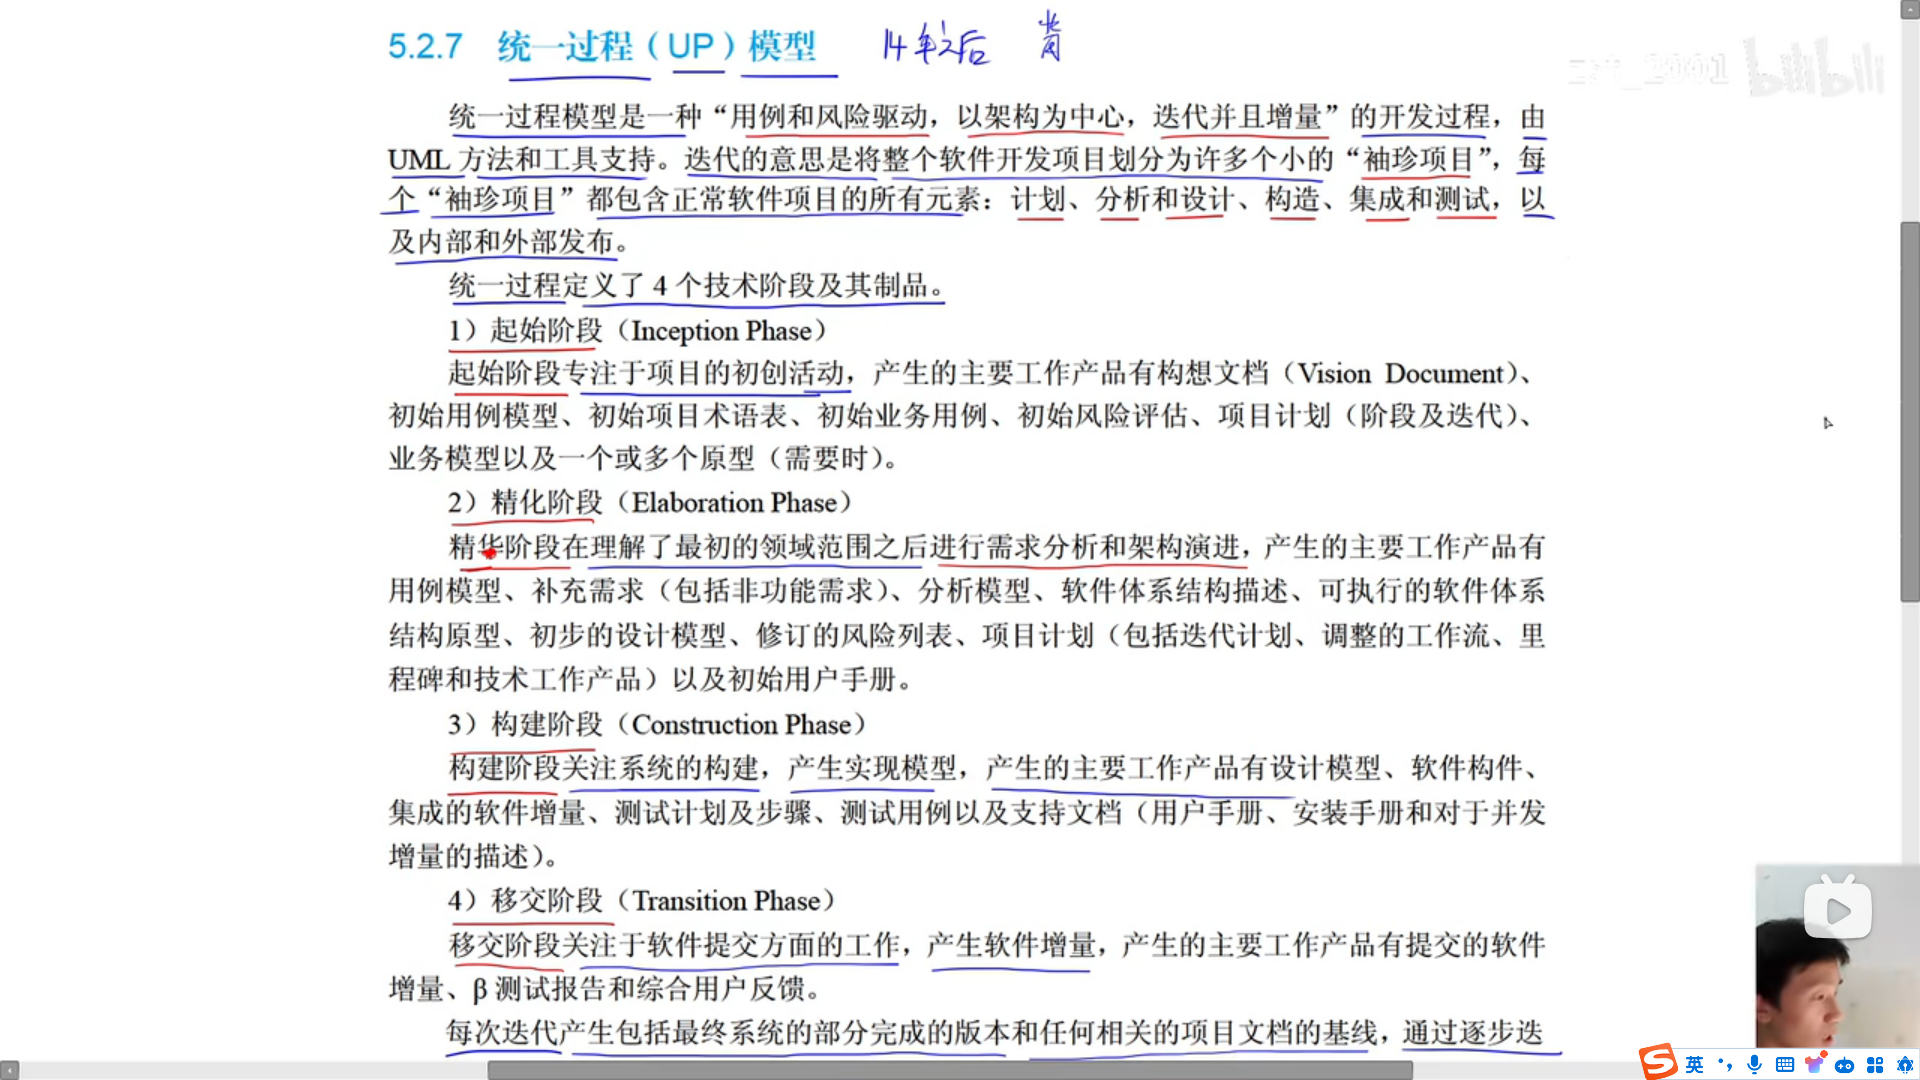 5.2.7 统一过程（UP）模型 14年之后 背
bilibili
统一过程模型是一种“用例和风险驱动，以架构为中心，迭代并且增量”的开发过程，由
UML 方法和工具支持。迭代的意思是将整个软件开发项目划分为许多个小的“袖珍项目”，每
个“袖珍项目”都包含正常软件项目的所有元素：计划、分析和设计、构造、集成和测试，以
及内部和外部发布。
统一过程定义了 4 个技术阶段及其制品。
1）起始阶段（Inception Phase）
起始阶段专注于项目的初创活动，产生的主要工作产品有构想文档（Vision Document）、
初始用例模型、初始项目术语表、初始业务用例、初始风险评估、项目计划（阶段及迭代）、
业务模型以及一个或多个原型（需要时）。
2）精化阶段（Elaboration Phase）
精华阶段在理解了最初的领域范围之后进行需求分析和架构演进，产生的主要工作产品有
用例模型、补充需求（包括非功能需求）、分析模型、软件体系结构描述、可执行的软件体系
结构原型、初步的设计模型、修订的风险列表、项目计划（包括迭代计划、调整的工作流、里
程碑和技术工作产品）以及初始用户手册。
3）构建阶段（Construction Phase）
构建阶段关注系统的构建，产生实现模型，产生的主要工作产品有设计模型、软件构件、
集成的软件增量、测试计划及步骤、测试用例以及支持文档（用户手册、安装手册和对于并发
增量的描述）。
4）移交阶段（Transition Phase）
移交阶段关注于软件提交方面的工作，产生软件增量，产生的主要工作产品有提交的软件
增量、β 测试报告和综合用户反馈。
每次迭代产生包括最终系统的部分完成的版本和任何相关的项目文档的基线，通过逐步迭
英